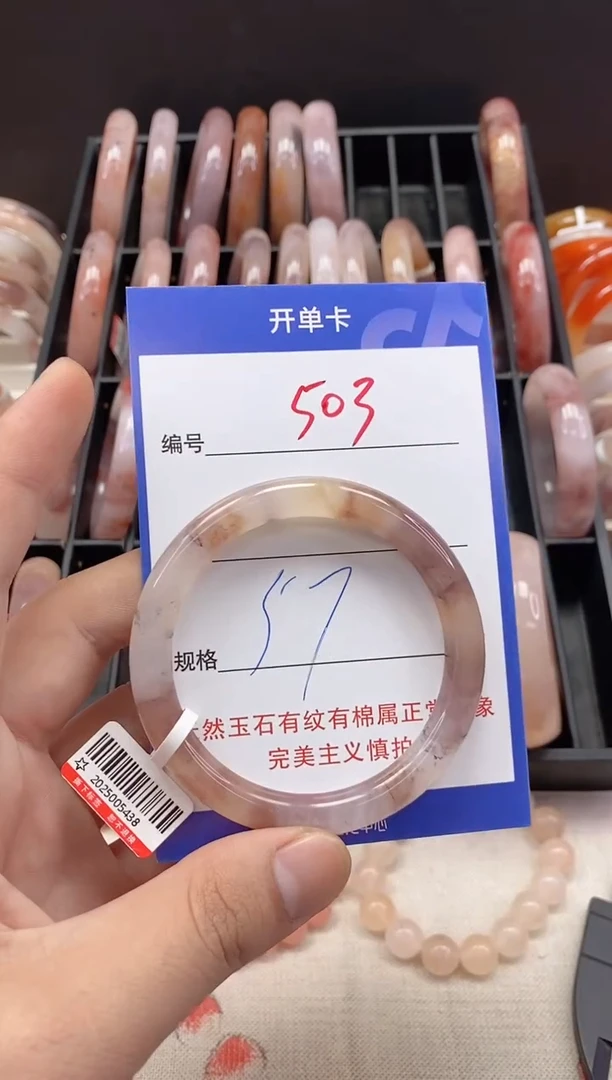 开单卡
编号 503
规格 57
然玉石有纹有棉属正常 象
完美主义慎拍
2025005438